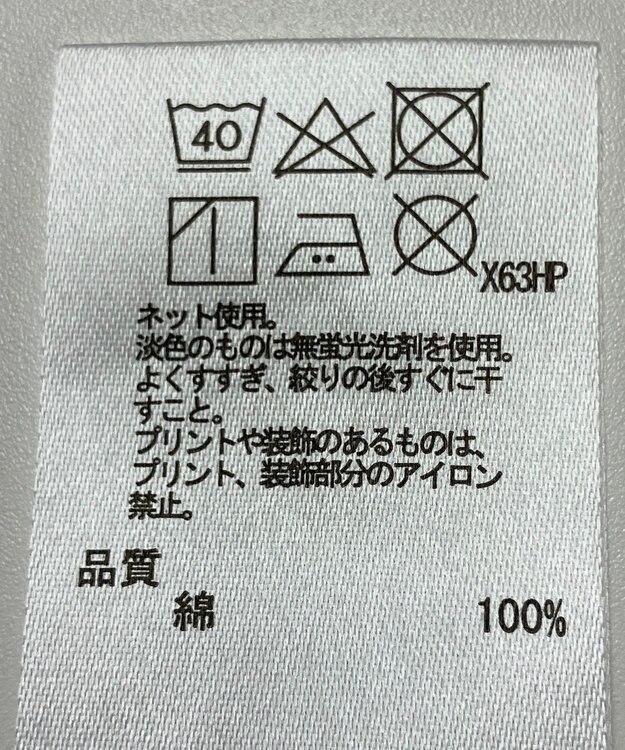 40
X63HP
ネット使用。
淡色のものは無蛍光洗剤を使用。
よくすすぎ、絞りの後すぐに干
すこと。
プリントや装飾のあるものは、
プリント、装飾部分のアイロン
禁止。
品質
綿 100%